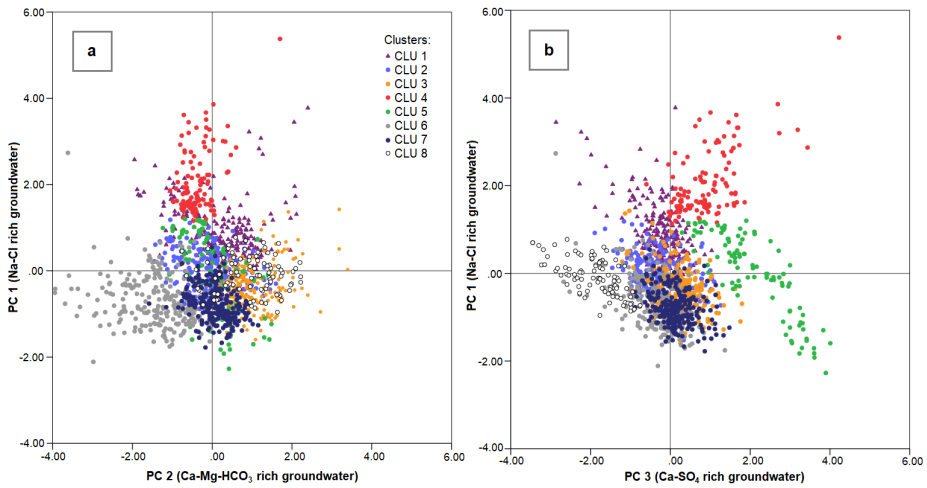 a
Clusters:
CLU 1
CLU 2
CLU 3
CLU 4
CLU 5
CLU 6
CLU 7
CLU 8
6.00
4.00
2.00
.00
-2.00
-4.00
PC 1 (Na-Cl rich groundwater)
-4.00 -2.00 .00 2.00 4.00 6.00
PC 2 (Ca-Mg-HCO₃ rich groundwater)
b
6.00
4.00
2.00
.00
-2.00
-4.00
PC 1 (Na-Cl rich groundwater)
-4.00 -2.00 .00 2.00 4.00 6.00
PC 3 (Ca-SO₄ rich groundwater)